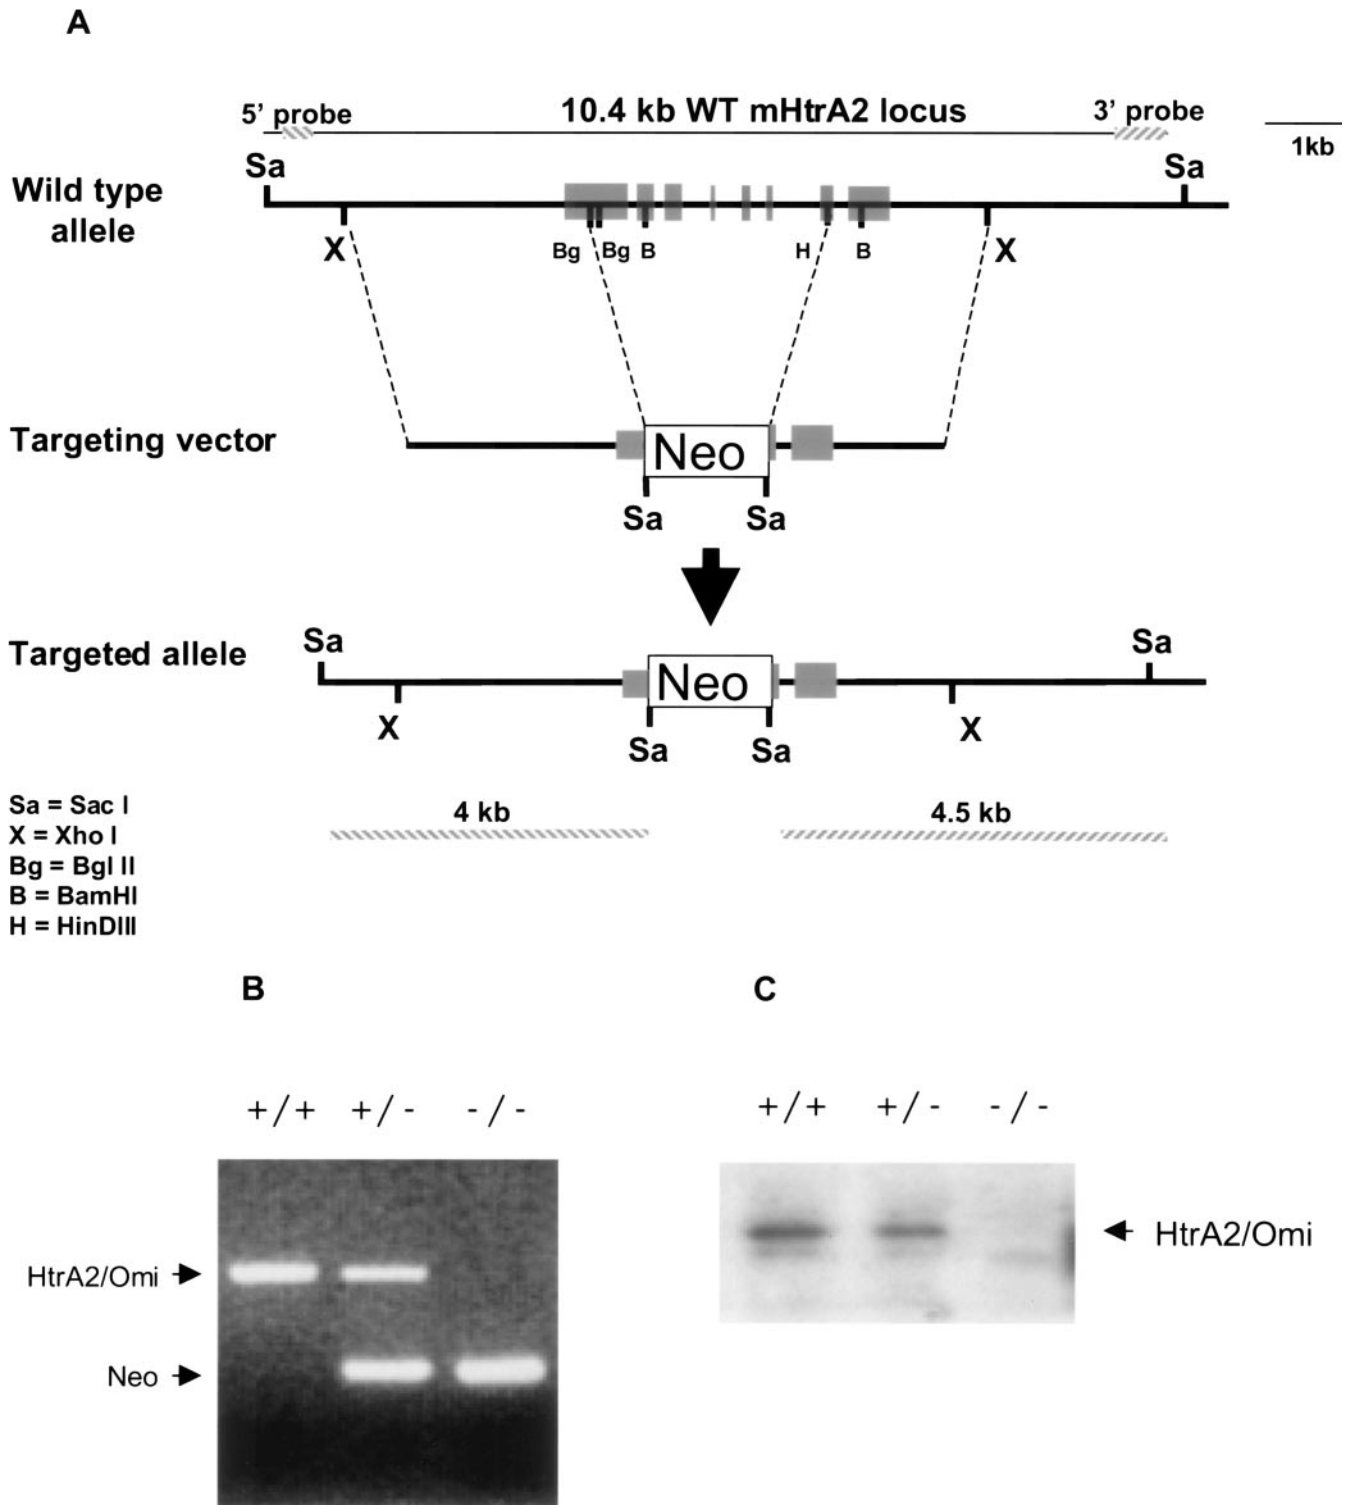 A
5’ probe
10.4 kb WT mHtrA2 locus
3’ probe
1kb
Sa
Sa
Wild type
allele
X
Bg
Bg
B
H
B
X
Targeting vector
Neo
Sa
Sa
Targeted allele
Sa
Sa
Neo
X
X
Sa
Sa
Sa = Sac I
X = Xho I
Bg = Bgl II
B = BamHI
H = HinDIII
4 kb
4.5 kb
B
C
+/+ +/- -/-
+/+ +/- -/-
HtrA2/Omi
HtrA2/Omi
Neo